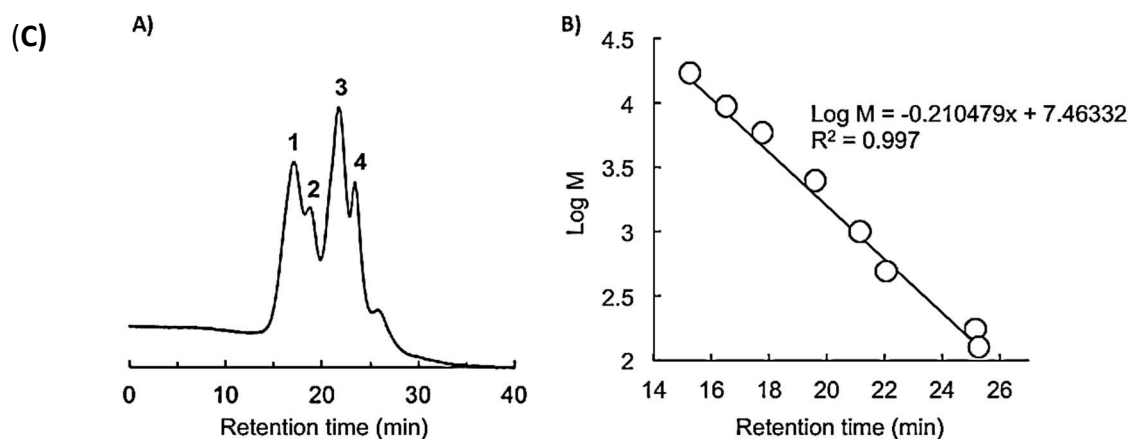 (C)
A)
1
2
3
4
0
10
20
30
40
Retention time (min)
B)
4.5
4
3.5
3
2.5
2
Log M
Log M = -0.210479x + 7.46332
R² = 0.997
14
16
18
20
22
24
26
Retention time (min)